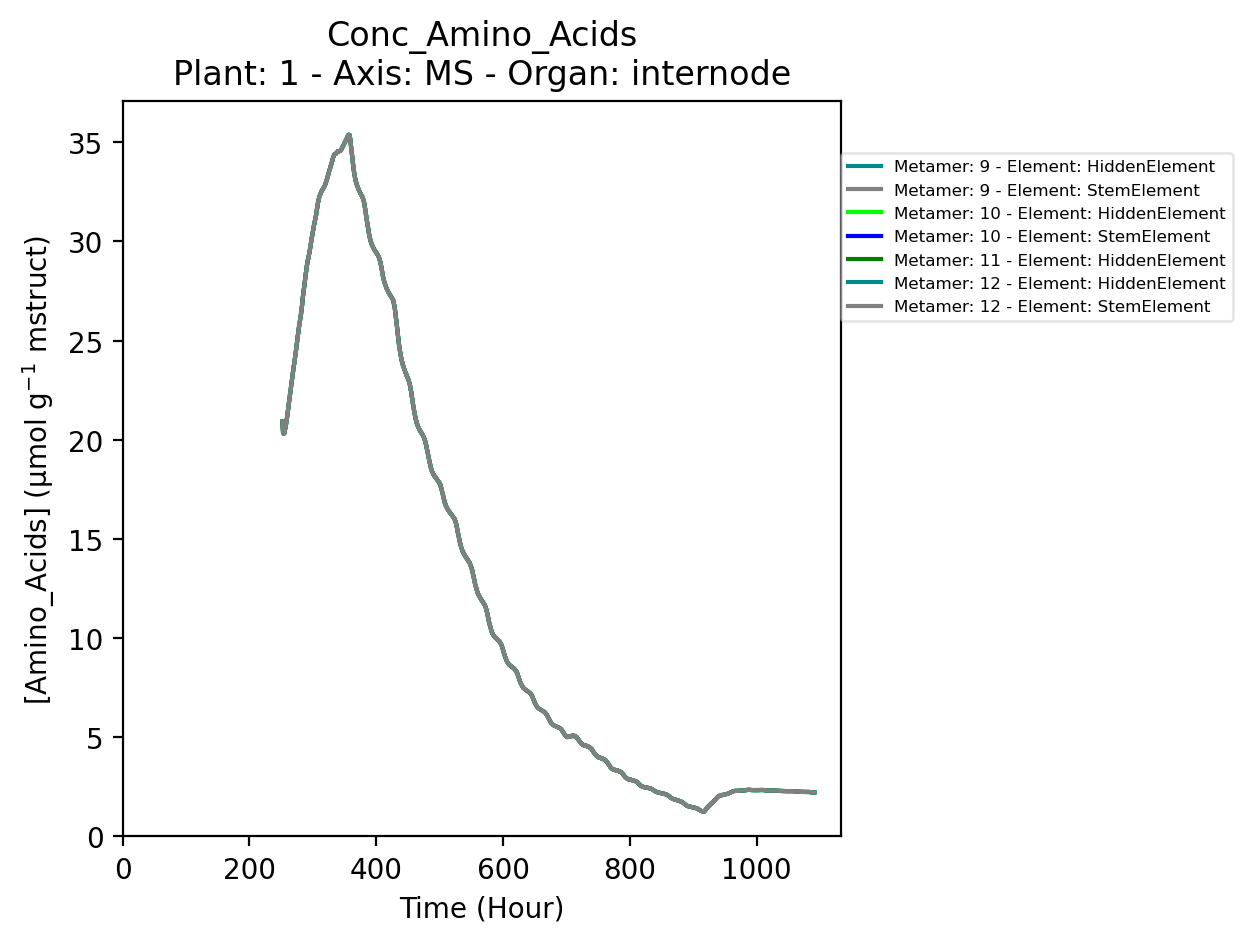 Conc_Amino_Acids
Plant: 1 - Axis: MS - Organ: internode
[Amino_Acids] (µmol g⁻¹ mstruct)
35
30
25
20
15
10
5
0
0 200 400 600 800 1000
Time (Hour)
Metamer: 9 - Element: HiddenElement
Metamer: 9 - Element: StemElement
Metamer: 10 - Element: HiddenElement
Metamer: 10 - Element: StemElement
Metamer: 11 - Element: HiddenElement
Metamer: 12 - Element: HiddenElement
Metamer: 12 - Element: StemElement